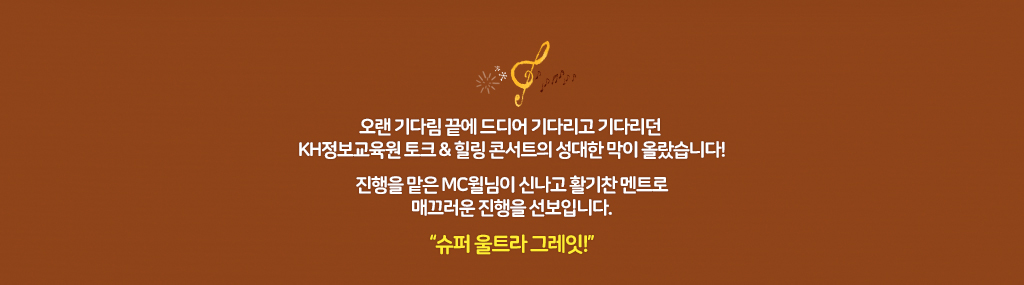 오랜 기다림 끝에 드디어 기다리고 기다리던
KH정보교육원 토크 & 힐링 콘서트의 성대한 막이 올랐습니다!
진행을 맡은 MC윌님이 신나고 활기찬 멘트로
매끄러운 진행을 선보입니다.
“슈퍼 울트라 그레잇!”